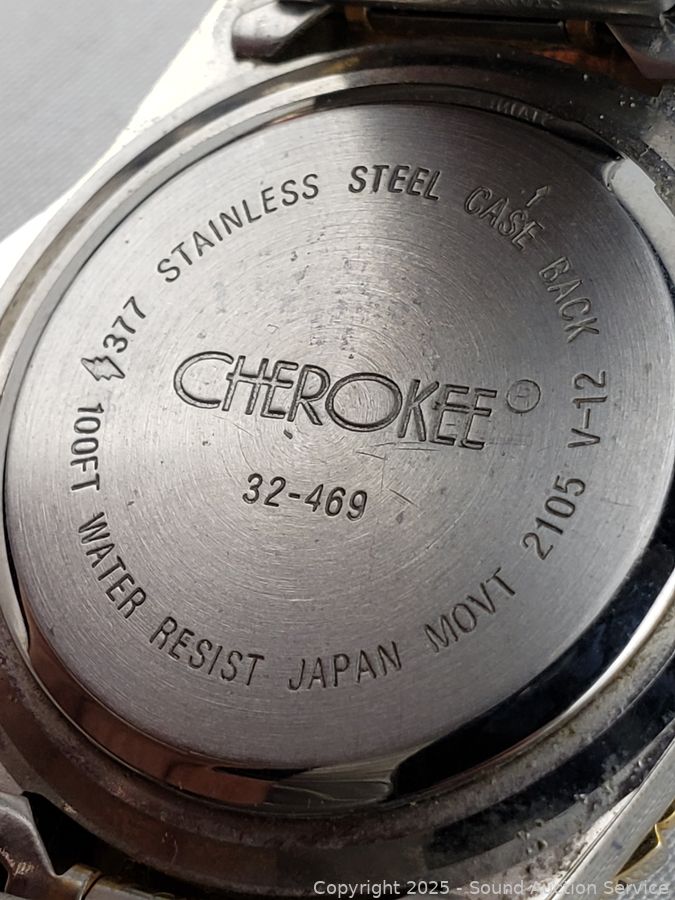 377 STAINLESS STEEL CASE BACK
CHEROKEE®
32-469
100FT WATER RESIST JAPAN MOVT 2105 V-12
Copyright 2025 - Sound Auction Service